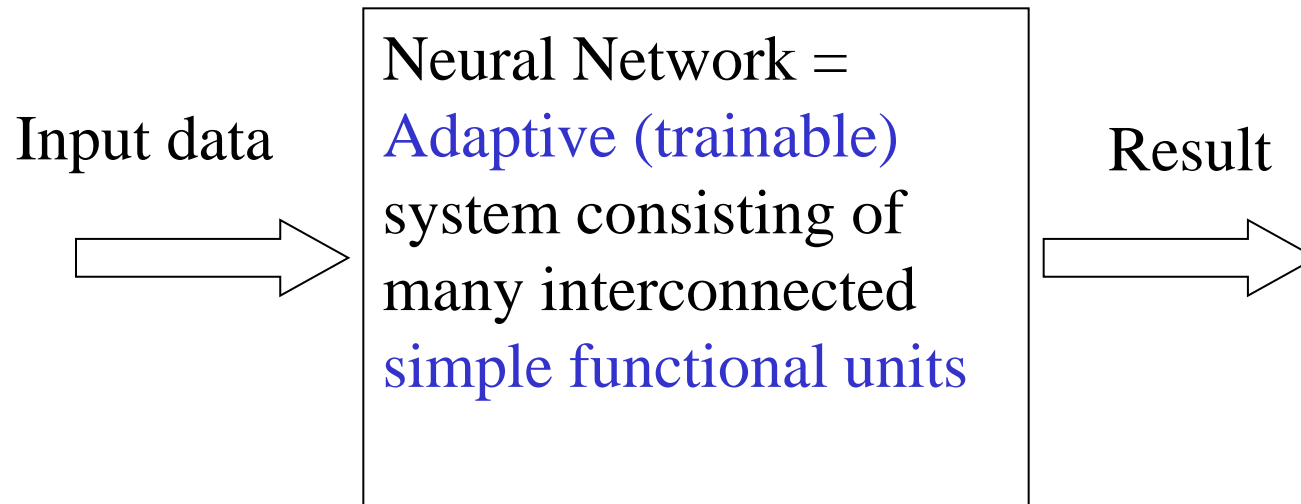 Input data
Neural Network =
Adaptive (trainable)
system consisting of
many interconnected
simple functional units
Result